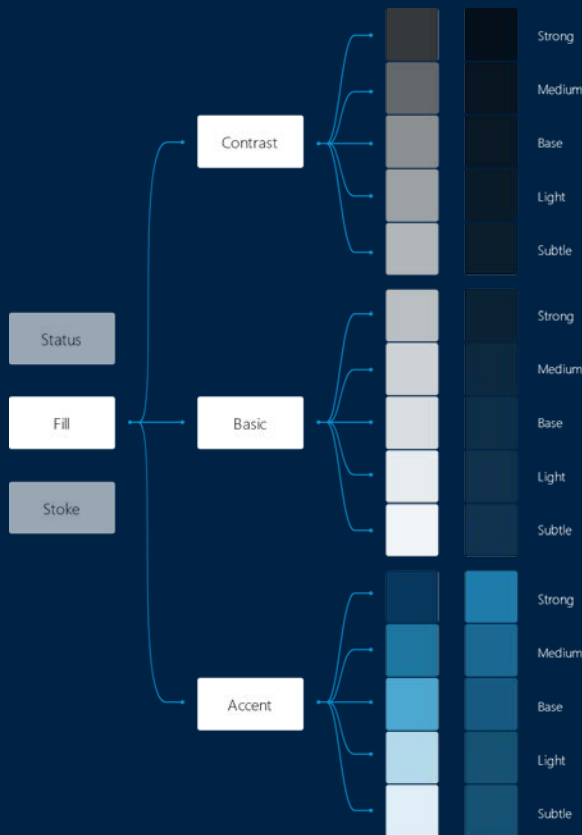 Status
Fill
Stoke
Contrast
Strong
Medium
Base
Light
Subtle
Basic
Strong
Medium
Base
Light
Subtle
Accent
Strong
Medium
Base
Light
Subtle